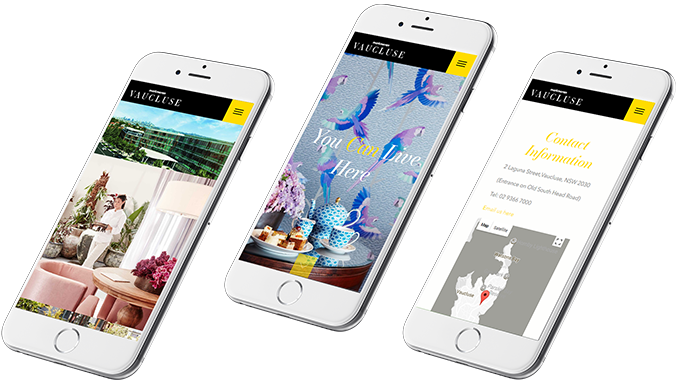 VAUCLUSE
VAUCLUSE
You Can Live
Here
VAUCLUSE
Contact
Information
2 Laguna Street, Vaucluse, NSW 2030
(Entrance on Old South Head Road)
Tel: 02 9366 7000
Email us here
Map Satellite
Vaucluse